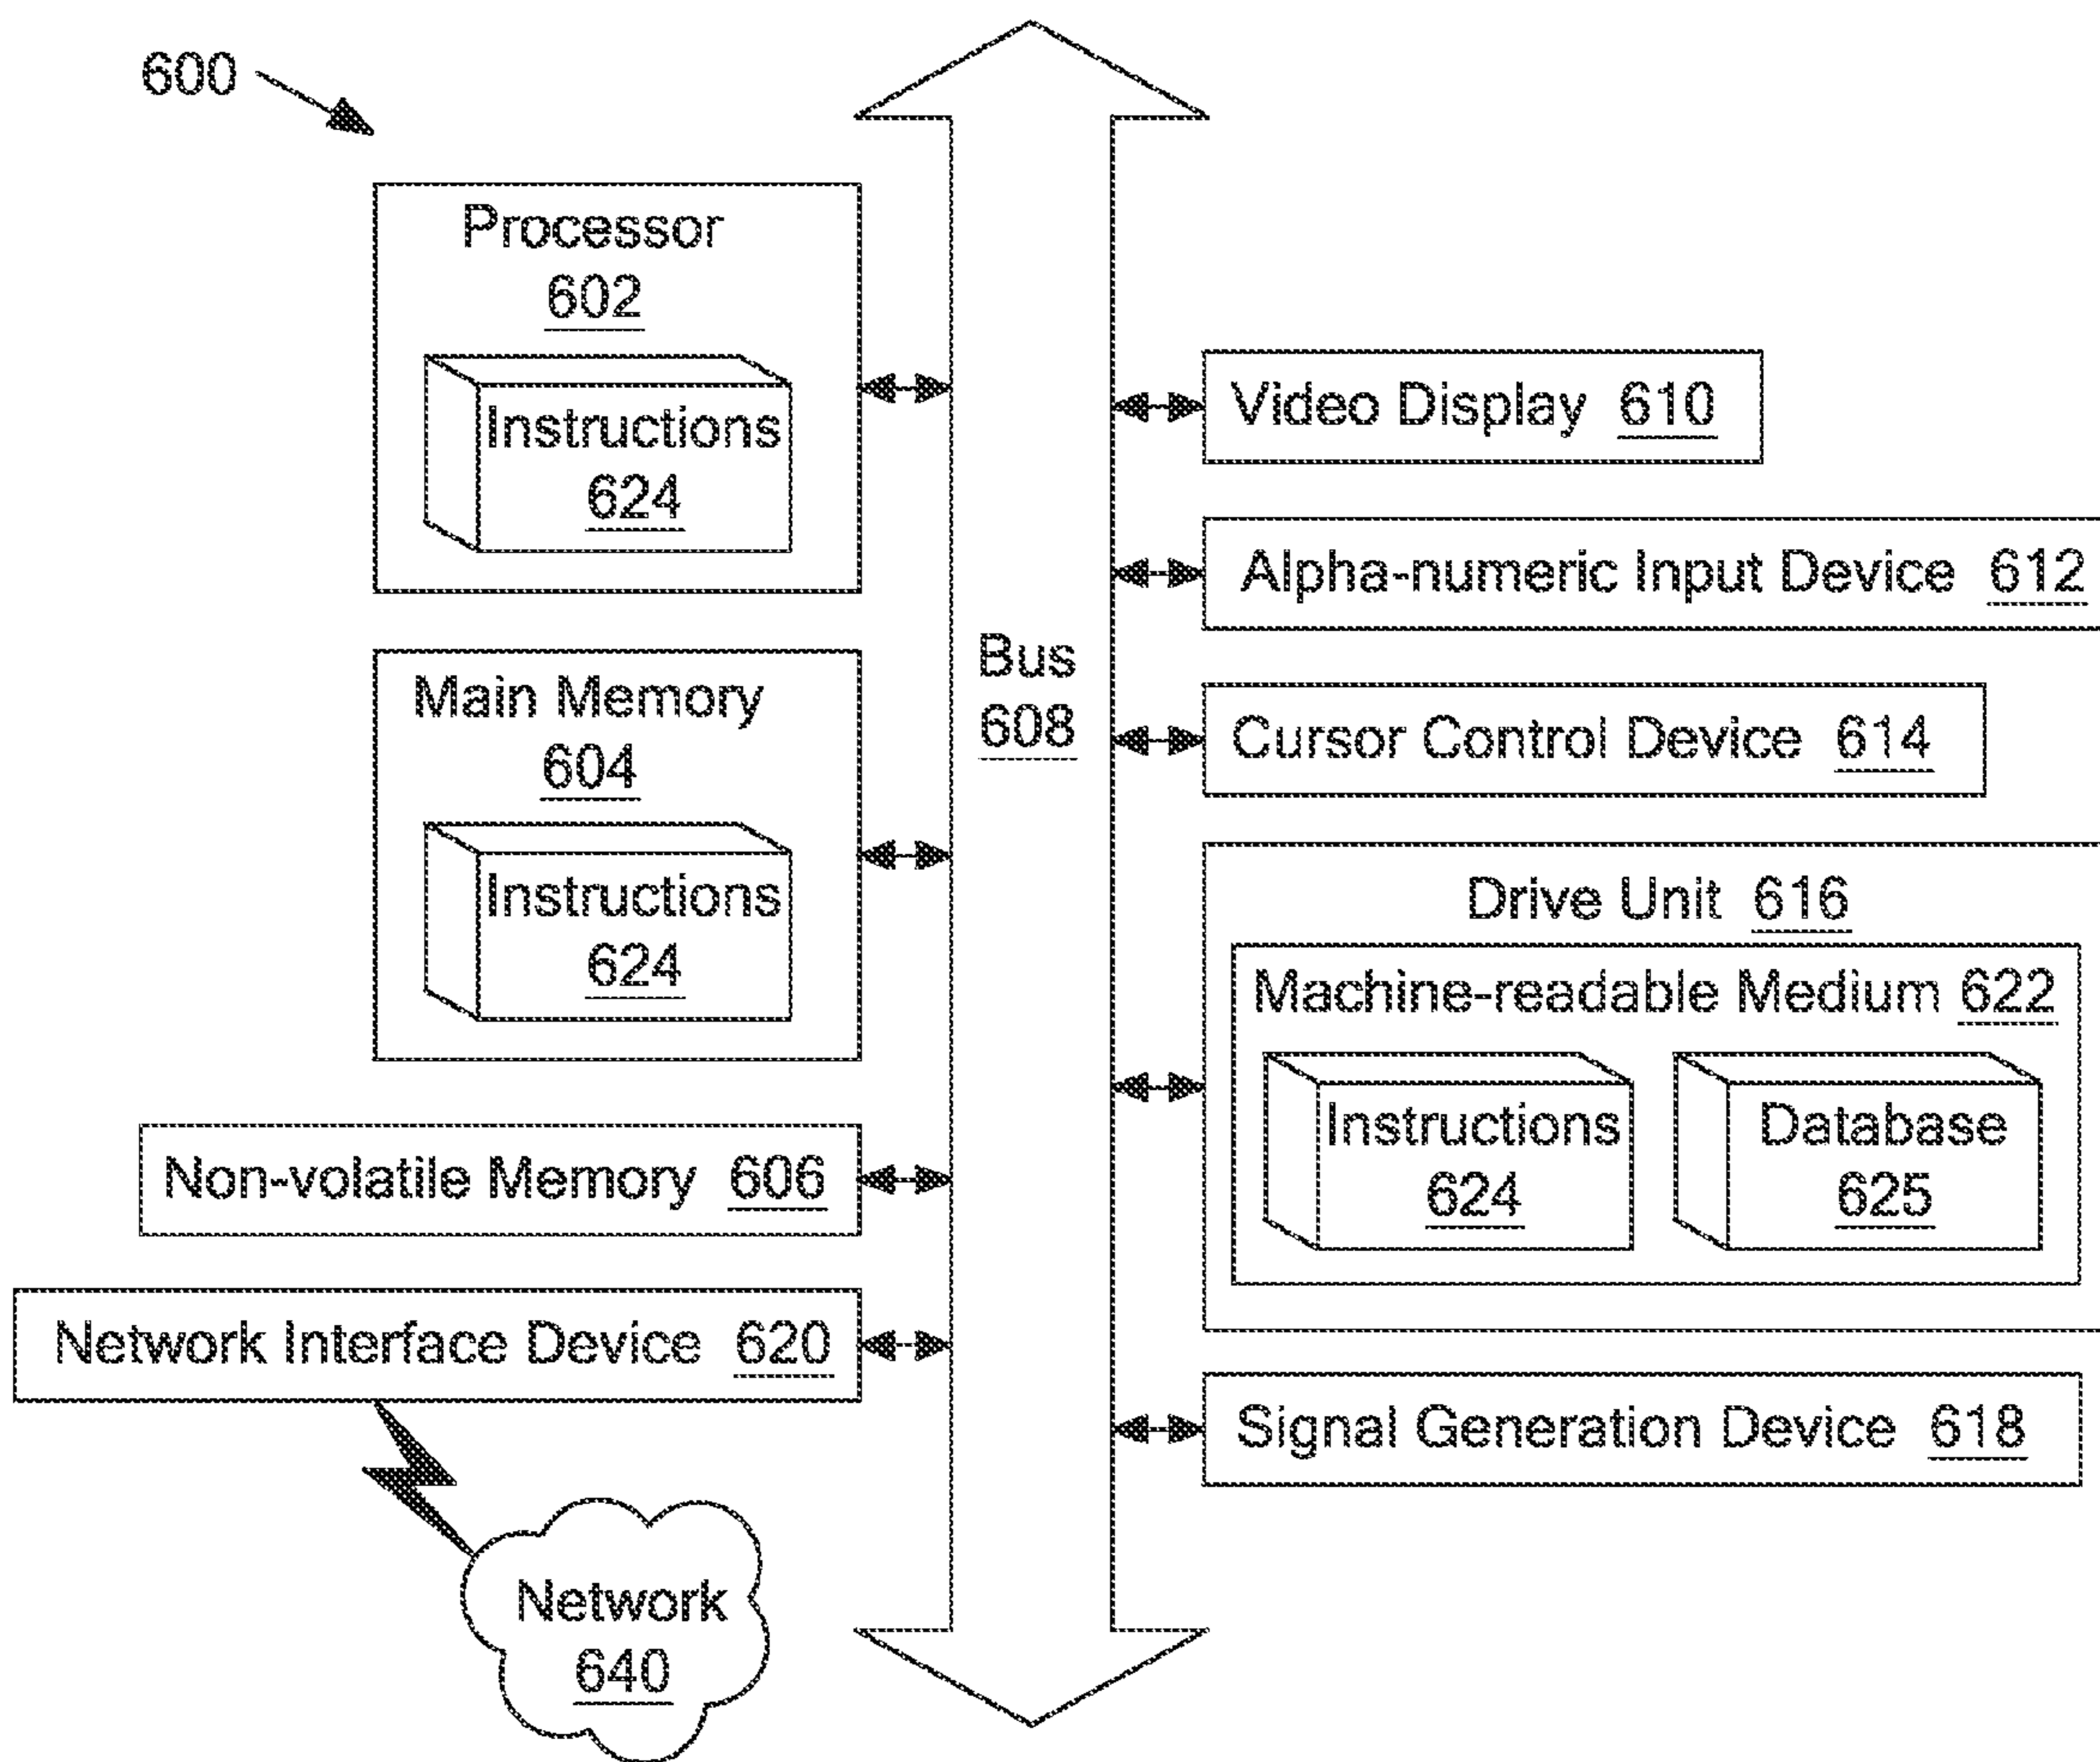 600
Processor
602
Instructions
624
Main Memory
604
Instructions
624
Non-volatile Memory 606
Network Interface Device 620
Network
640
Bus
608
Video Display 610
Alpha-numeric Input Device 612
Cursor Control Device 614
Drive Unit 616
Machine-readable Medium 622
Instructions
624
Database
625
Signal Generation Device 618